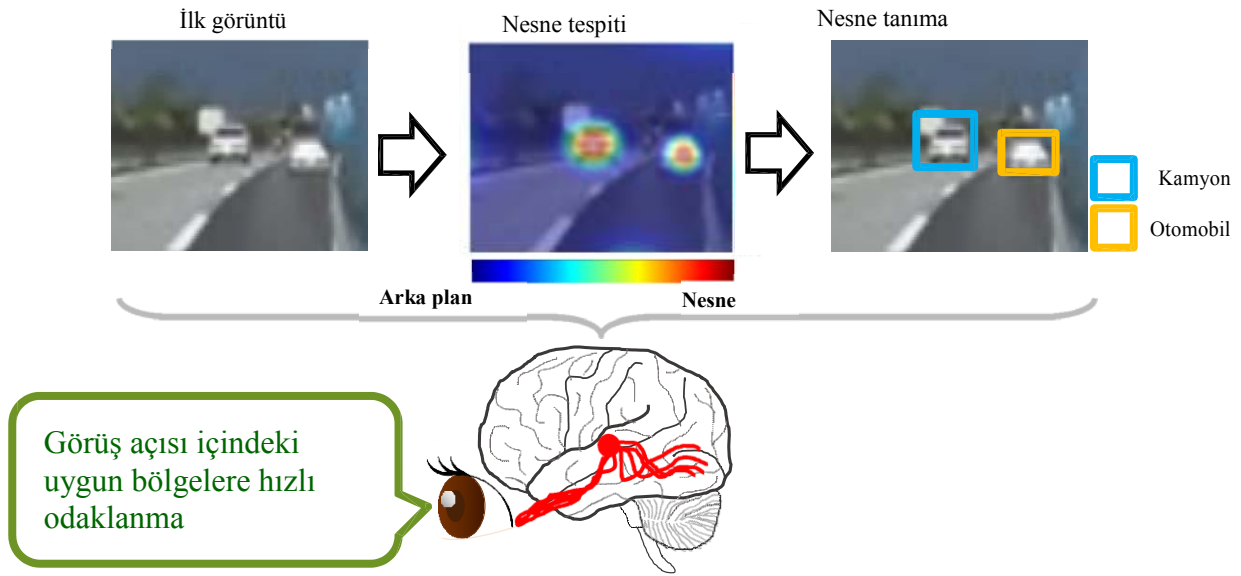 İlk görüntü
Nesne tespiti
Nesne tanıma
Kamyon
Otomobil
Arka plan
Nesne
Görüş açısı içindeki
uygun bölgelere hızlı
odaklanma